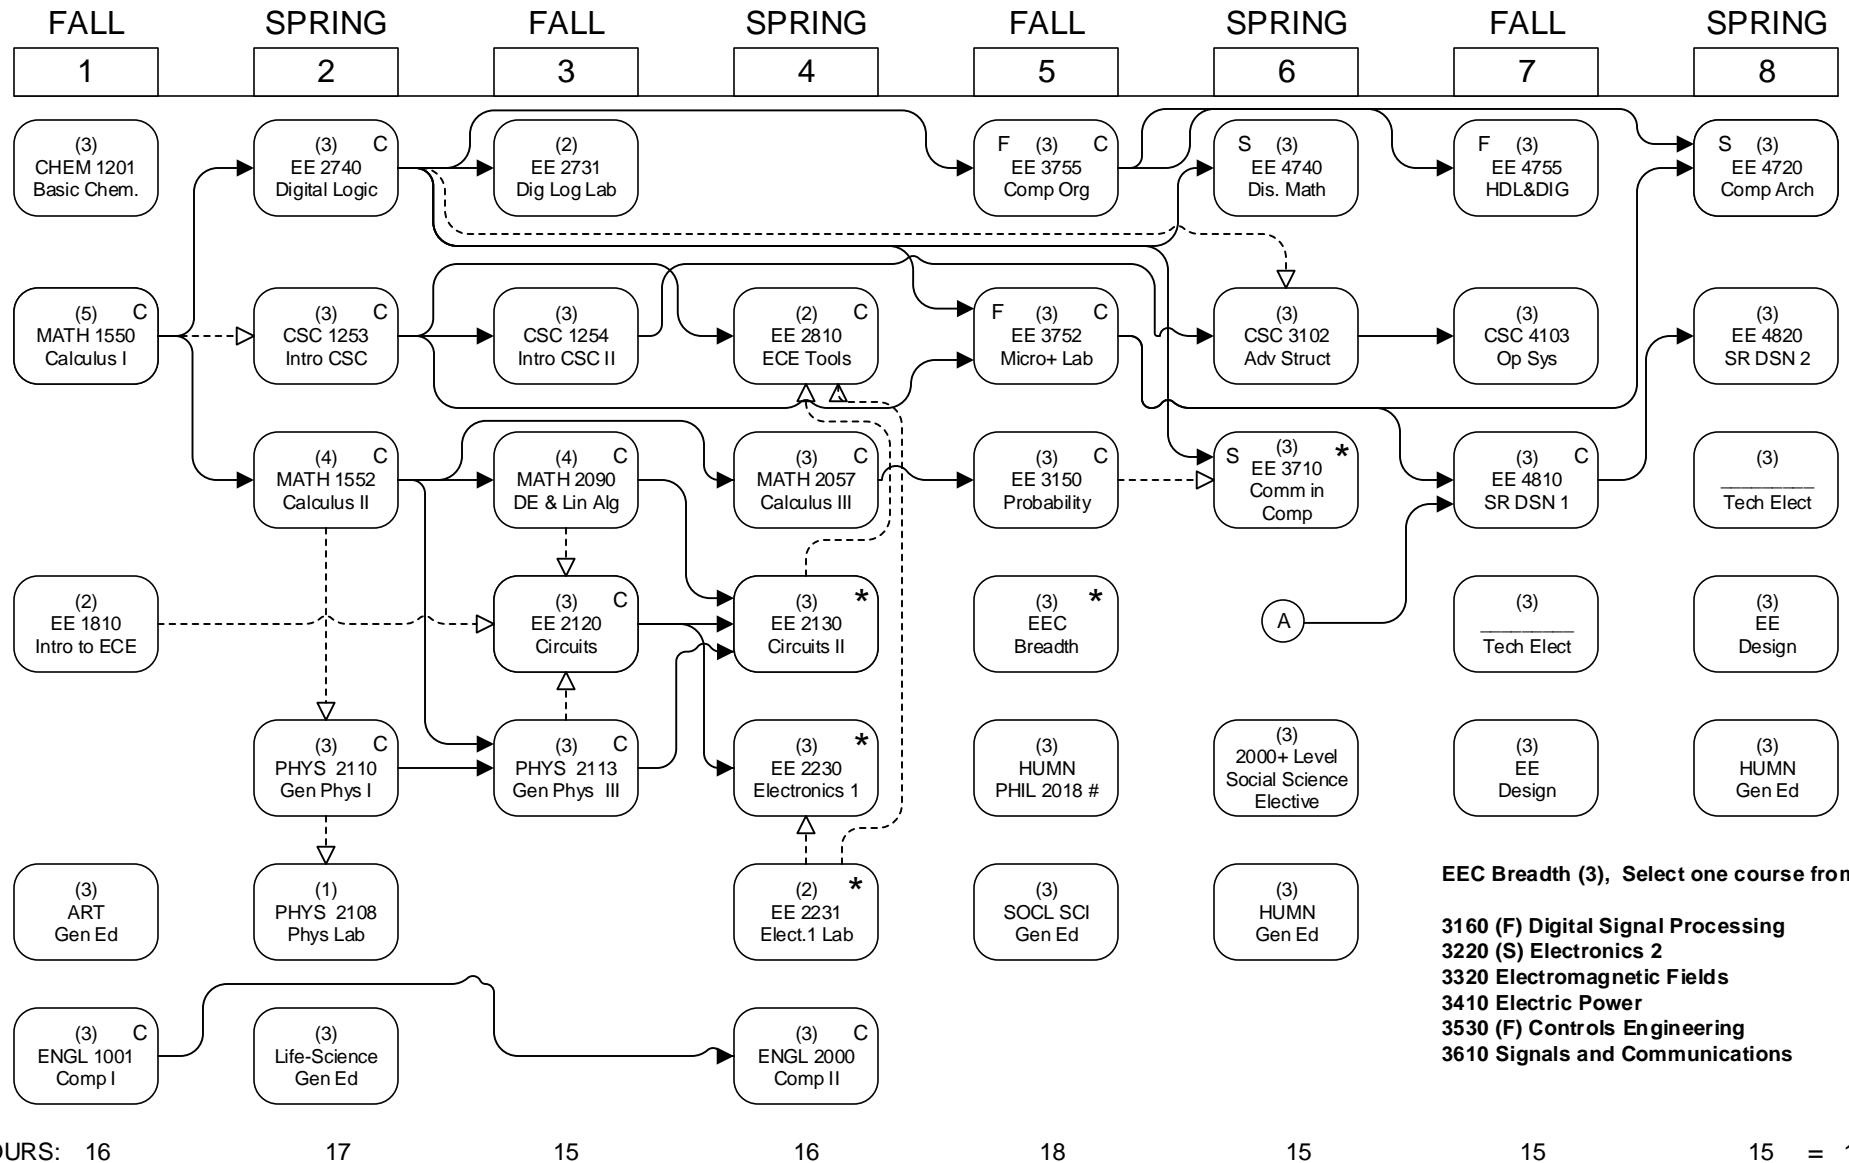 FALL SPRING FALL SPRING FALL SPRING FALL SPRING
1 2 3 4 5 6 7 8
(3)
CHEM 1201
Basic Chem.
(3) C
EE 2740
Digital Logic
(2)
EE 2731
Dig Log Lab
F (3) C
EE 3755
Comp Org
S (3)
EE 4740
Dis. Math
F (3)
EE 4755
HDL&DIG
S (3)
EE 4720
Comp Arch
(5) C
MATH 1550
Calculus I
(3) C
CSC 1253
Intro CSC
(3)
CSC 1254
Intro CSC II
(2) C
EE 2810
ECE Tools
F (3) C
EE 3752
Micro+ Lab
(3)
CSC 3102
Adv Struct
(3)
CSC 4103
Op Sys
(3)
EE 4820
SR DSN 2
(4) C
MATH 1552
Calculus II
(4) C
MATH 2090
DE & Lin Alg
(3) C
MATH 2057
Calculus III
(3) C
EE 3150
Probability
S (3) *
EE 3710
Comm in
Comp
(3) C
EE 4810
SR DSN 1
(3)
_________
Tech Elect
(2)
EE 1810
Intro to ECE
(3) C
EE 2120
Circuits
(3) *
EE 2130
Circuits II
(3) *
EEC
Breadth
A
(3)
_________
Tech Elect
(3)
EE
Design
(3) C
PHYS 2110
Gen Phys I
(3) C
PHYS 2113
Gen Phys III
(3) *
EE 2230
Electronics 1
(3)
HUMN
PHIL 2018 #
(3)
2000+ Level
Social Science
Elective
(3)
EE
Design
(3)
HUMN
Gen Ed
(3)
ART
Gen Ed
(1)
PHYS 2108
Phys Lab
(2) *
EE 2231
Elect.1 Lab
(3)
SOCL SCI
Gen Ed
(3)
HUMN
Gen Ed
EEC Breadth (3), Select one course from
3160 (F) Digital Signal Processing
3220 (S) Electronics 2
3320 Electromagnetic Fields
3410 Electric Power
3530 (F) Controls Engineering
3610 Signals and Communications
(3) C
ENGL 1001
Comp I
(3)
Life-Science
Gen Ed
(3) C
ENGL 2000
Comp II
OURS: 16 17 15 16 18 15 15 15 =